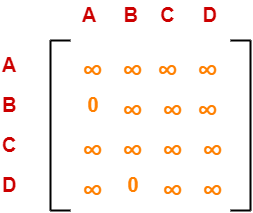 A B C D
A ∞ ∞ ∞ ∞
B 0 ∞ ∞ ∞
C ∞ ∞ ∞ ∞
D ∞ 0 ∞ ∞